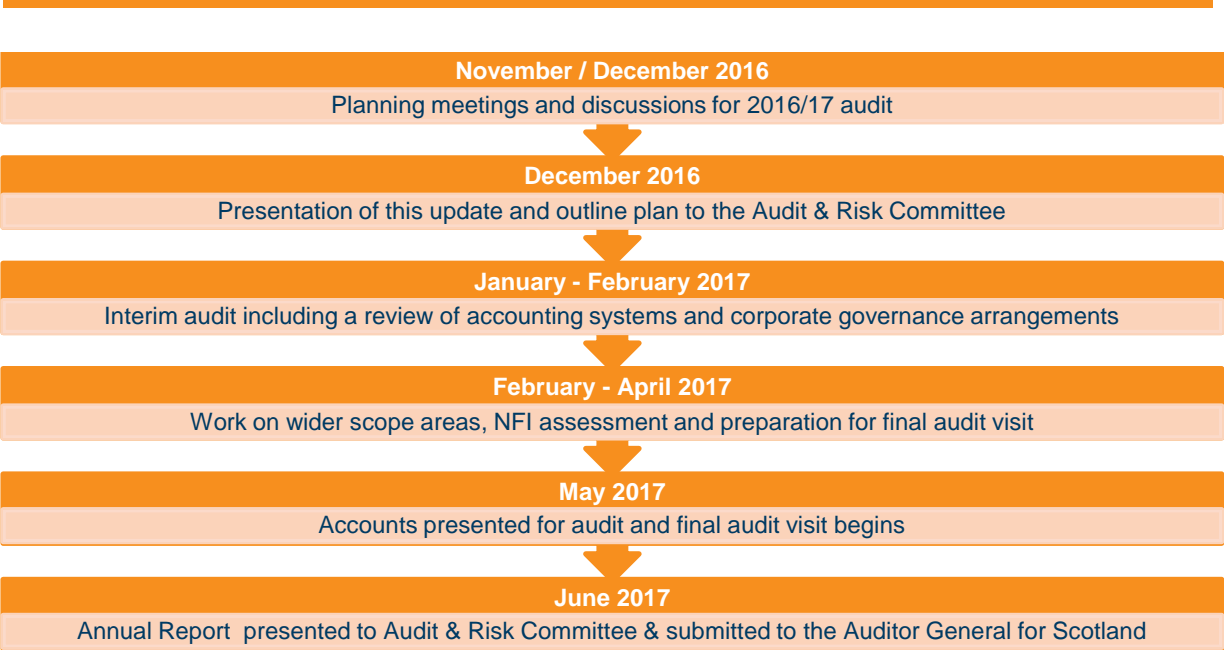 November / December 2016
Planning meetings and discussions for 2016/17 audit
December 2016
Presentation of this update and outline plan to the Audit & Risk Committee
January - February 2017
Interim audit including a review of accounting systems and corporate governance arrangements
February - April 2017
Work on wider scope areas, NFI assessment and preparation for final audit visit
May 2017
Accounts presented for audit and final audit visit begins
June 2017
Annual Report  presented to Audit & Risk Committee & submitted to the Auditor General for Scotland